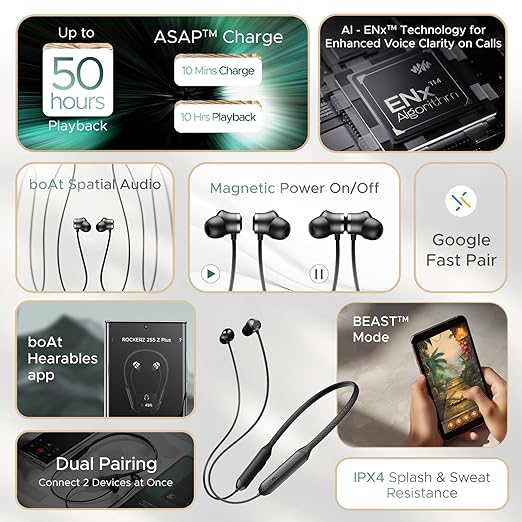 Up to
50
hours
Playback
ASAP™ Charge
10 Mins Charge
10 Hrs Playback
AI - ENx™ Technology for
Enhanced Voice Clarity on Calls
ENx™
Algorithm
boAt Spatial Audio
Magnetic Power On/Off
Google
Fast Pair
boAt
Hearables
app
ROCKERZ 255 Z Plus
?
45%
BEAST™
Mode
Dual Pairing
Connect 2 Devices at Once
IPX4 Splash & Sweat
Resistance